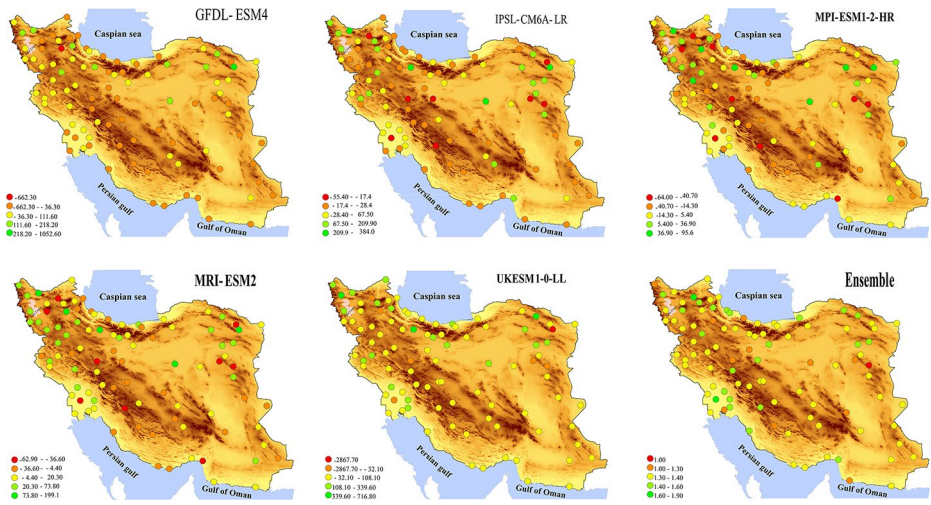 GFDL- ESM4
Caspian sea
Persian gulf
Gulf of Oman
-662.30
-662.30 - - 36.30
- 36.30 - 111.60
111.60 - 218.20
218.20 - 1052.60
IPSL-CM6A-LR
Caspian sea
Persian gulf
Gulf of Oman
-55.40 - -17.4
-17.4 - -28.4
-28.40 - 67.50
67.50 - 209.90
209.9 - 384.0
MPI-ESM1-2-HR
Caspian sea
Persian gulf
Gulf of Oman
-64.00 - .40.70
-40.70 - -14.30
-14.30 - 5.40
5.400 - 36.90
36.90 - 95.6
MRI-ESM2
Caspian sea
Persian gulf
Gulf of Oman
-62.90 - - 36.60
-36.60 - - 4.40
- 4.40 - 20.30
20.30 - 73.80
73.80 - 199.1
UKESM1-0-LL
Caspian sea
Persian gulf
Gulf of Oman
.2867.70
-2867.70 - - 32.10
- 32.10 - 108.10
108.10 - 339.60
339.60 - 716.80
Ensemble
Caspian sea
Persian gulf
Gulf of Oman
1.00
1.00 - 1.30
1.30 - 1.40
1.40 - 1.60
1.60 - 1.90